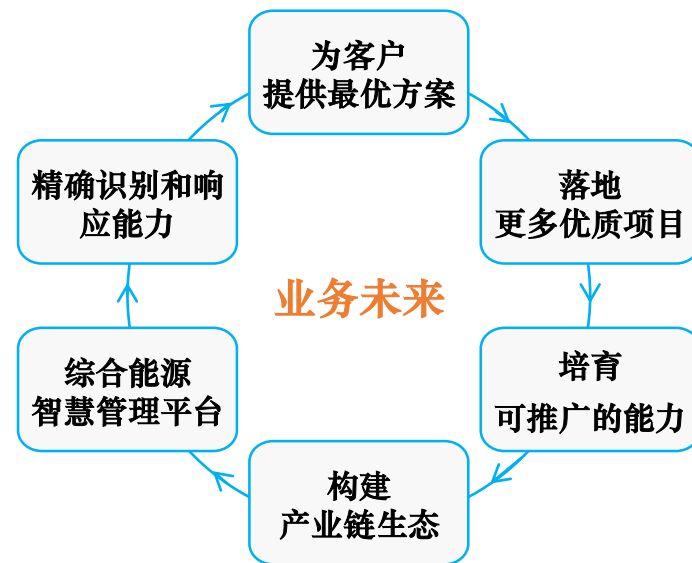 为客户
提供最优方案
精确识别和响
应能力
落地
更多优质项目
业务未来
综合能源
智慧管理平台
培育
可推广的能力
构建
产业链生态